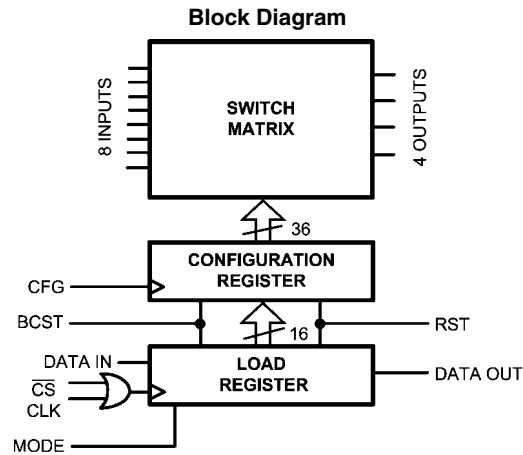 Block Diagram
8 INPUTS
SWITCH
MATRIX
4 OUTPUTS
36
CONFIGURATION
REGISTER
CFG
BCST
16
RST
DATA IN
LOAD
REGISTER
DATA OUT
CS
CLK
MODE